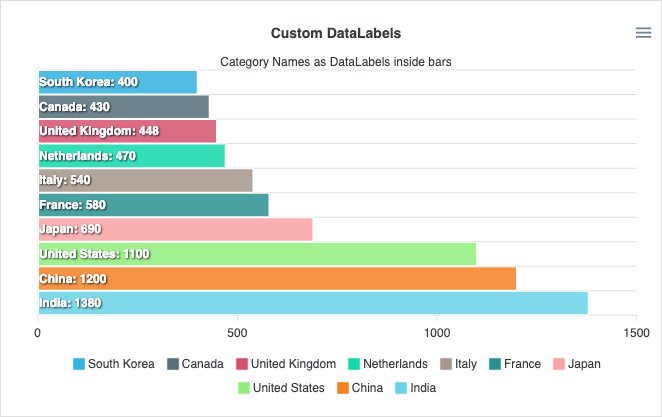 Custom DataLabels
Category Names as DataLabels inside bars
South Korea: 400
Canada: 430
United Kingdom: 448
Netherlands: 470
Italy: 540
France: 580
Japan: 690
United States: 1100
China: 1200
India: 1380
0 500 1000 1500
South Korea Canada United Kingdom Netherlands Italy France Japan
United States China India